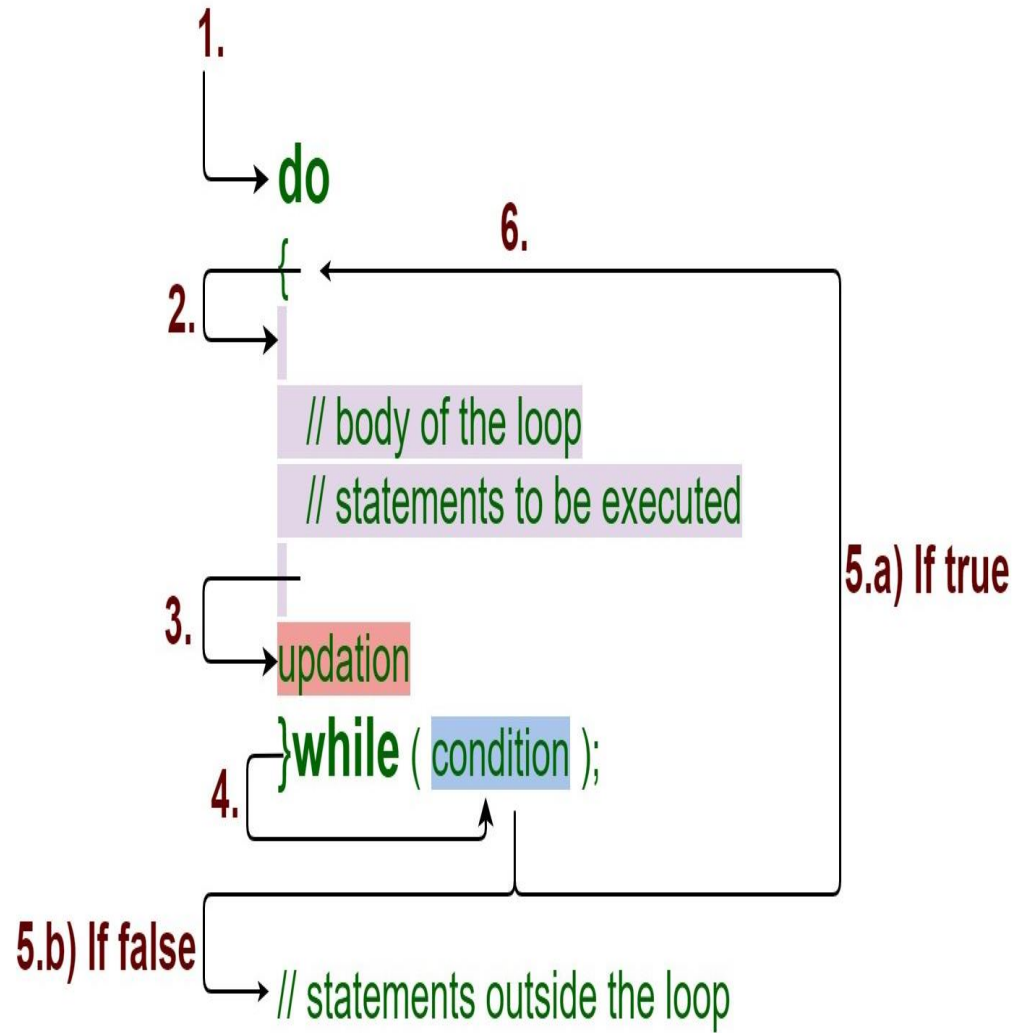 1.
do
6.
{
2.
// body of the loop
// statements to be executed
5.a) If true
3.
updation
}while ( condition );
4.
5.b) If false
// statements outside the loop